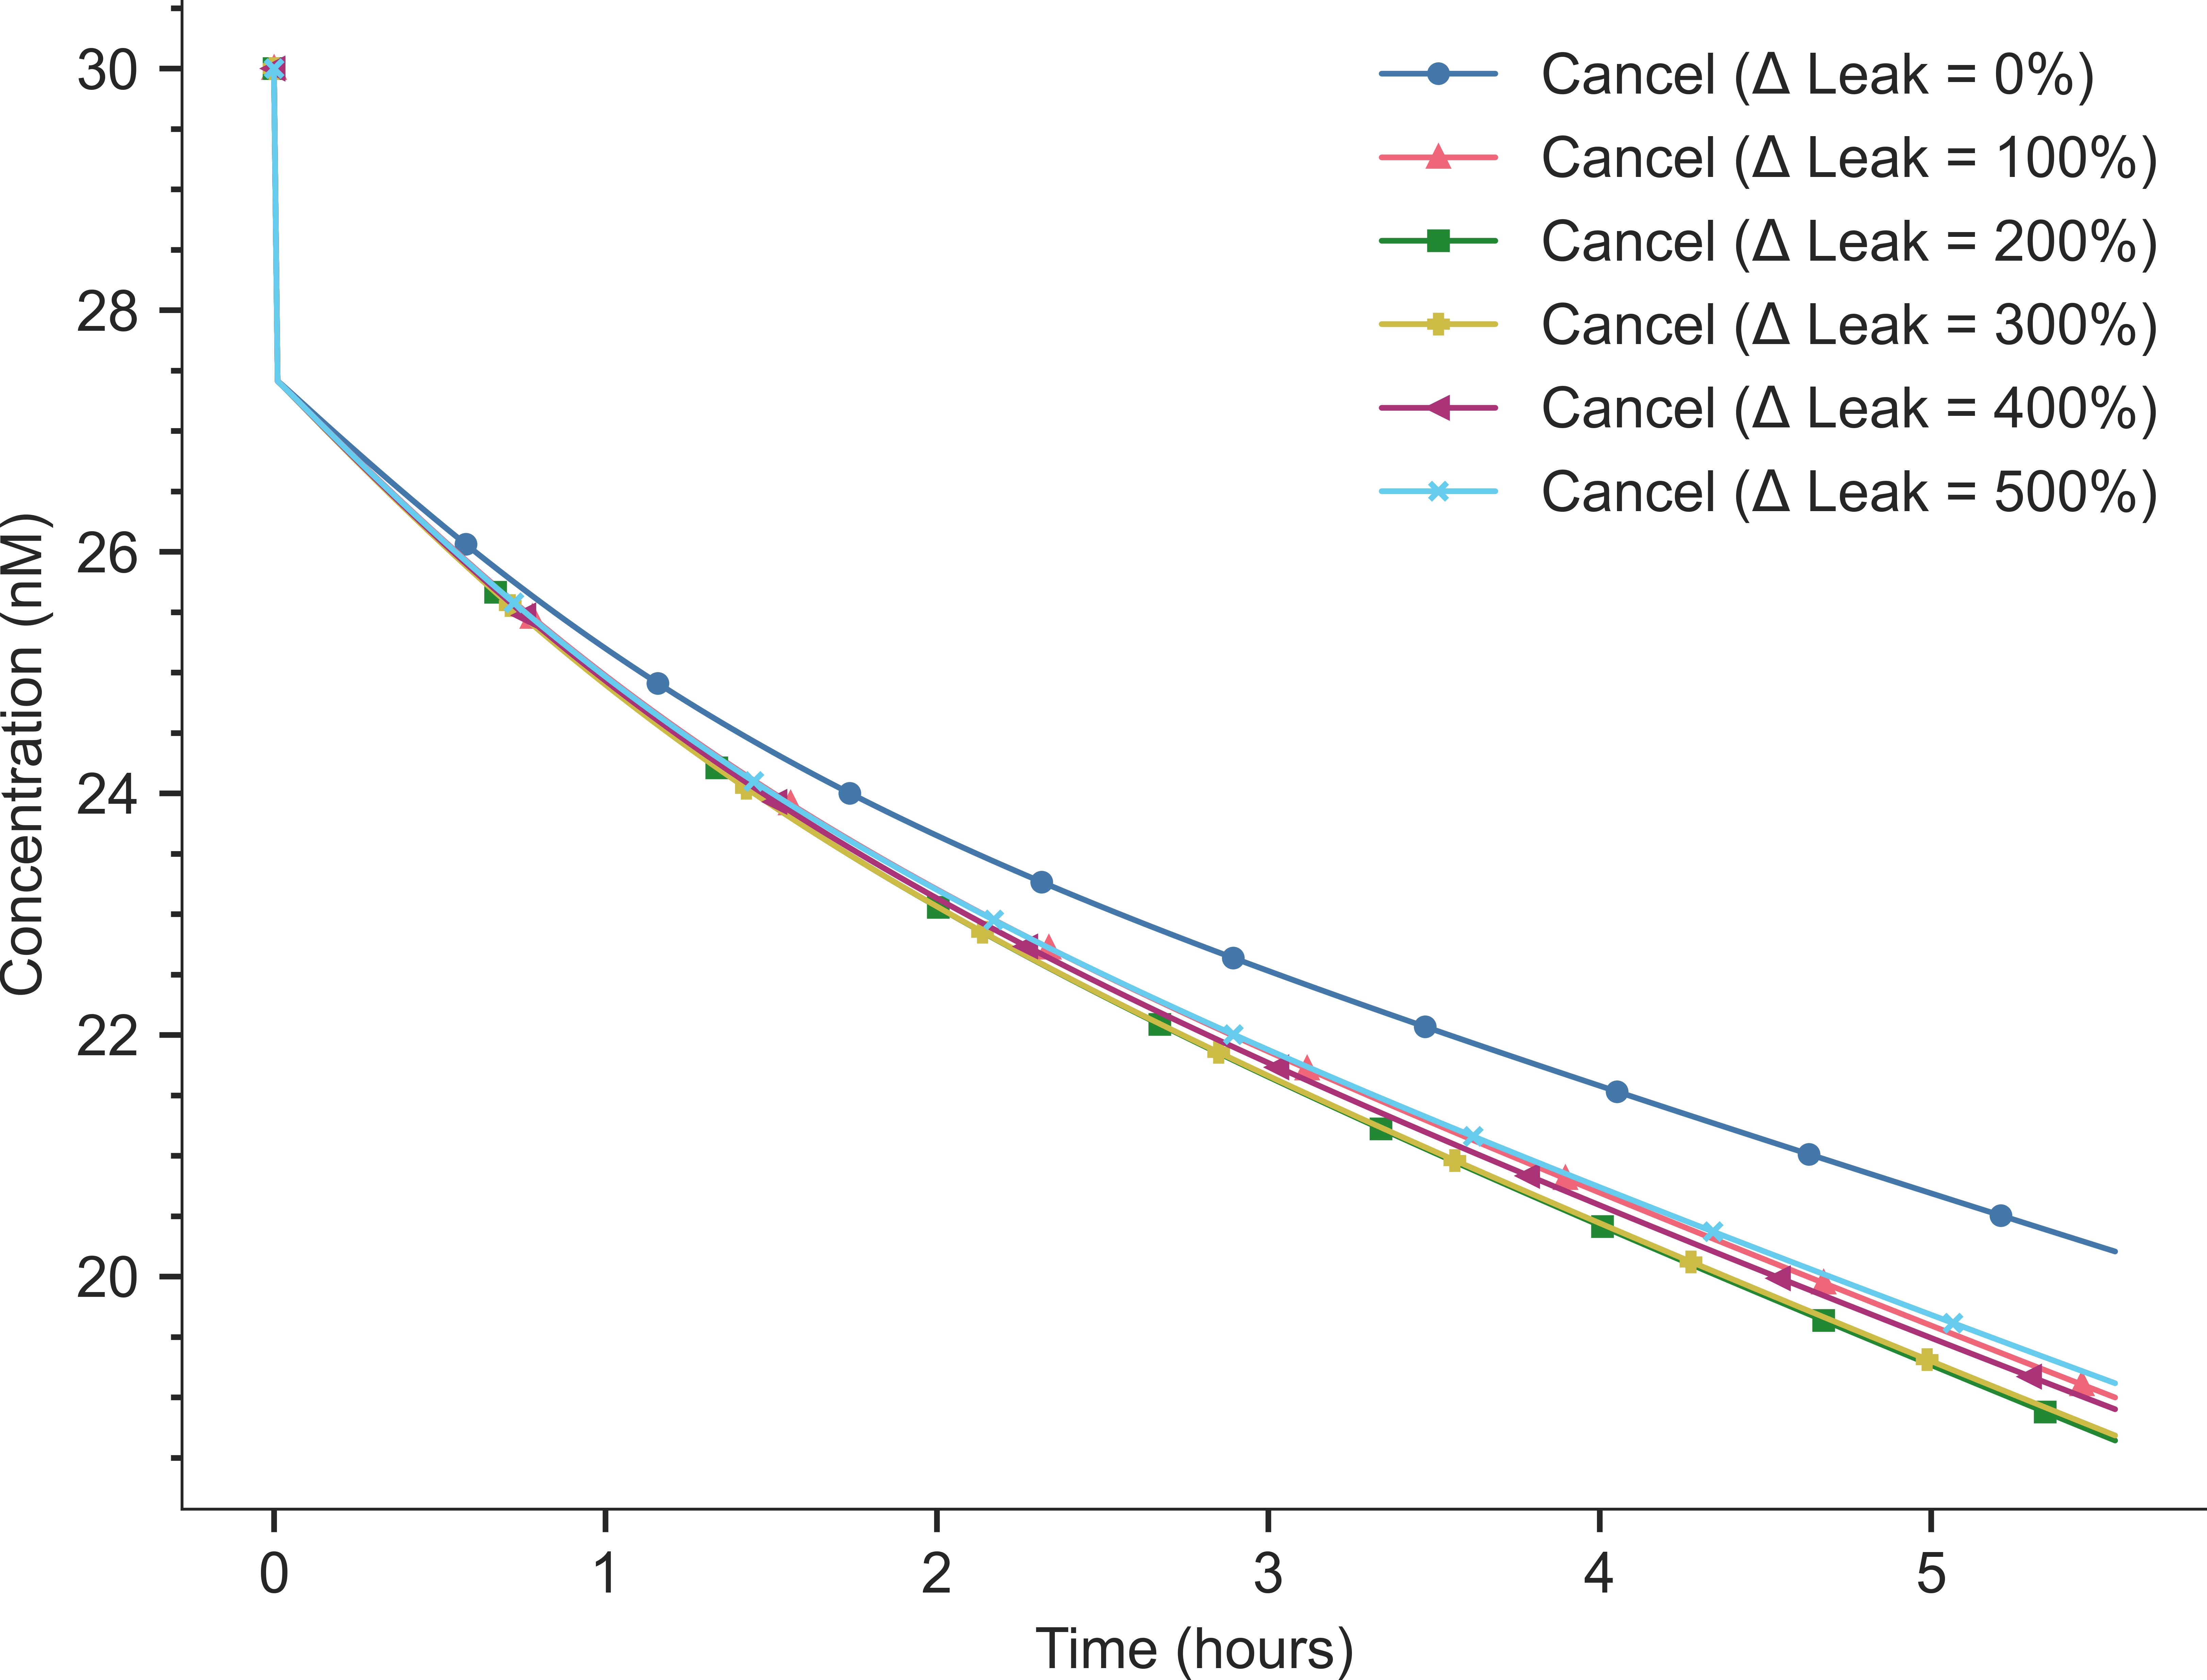 30
28
26
24
22
20
Concentration (nM)
0 1 2 3 4 5
Time (hours)
Cancel (Δ Leak = 0%)
Cancel (Δ Leak = 100%)
Cancel (Δ Leak = 200%)
Cancel (Δ Leak = 300%)
Cancel (Δ Leak = 400%)
Cancel (Δ Leak = 500%)